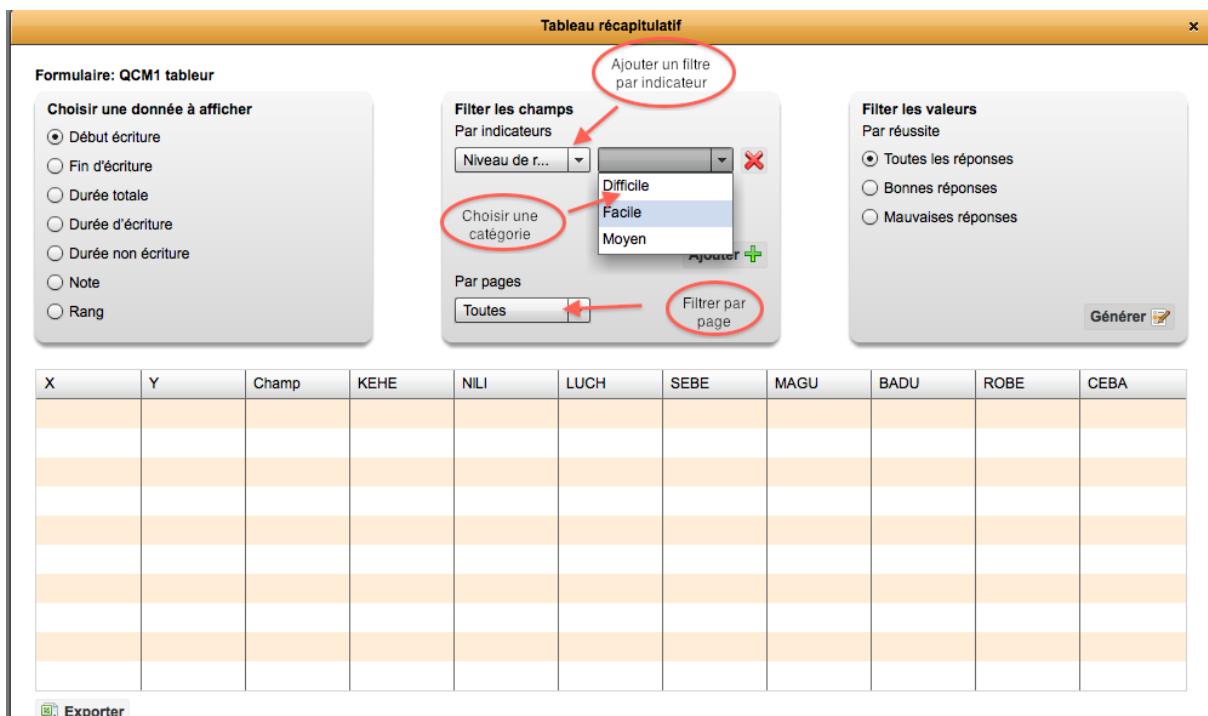 Tableau récapitulatif
Formulaire: QCM1 tableur
Ajouter un filtre
par indicateur
Choisir une donnée à afficher
Début écriture
Fin d'écriture
Durée totale
Durée d'écriture
Durée non écriture
Note
Rang
Filter les champs
Par indicateurs
Niveau de r...
Difficile
Facile
Moyen
Choisir une
catégorie
Ajouter
Par pages
Toutes
Filtrer par
page
Filter les valeurs
Par réussite
Toutes les réponses
Bonnes réponses
Mauvaises réponses
Générer
X Y Champ KEHE NILI LUCH SEBE MAGU BADU ROBE CEBA
Exporter